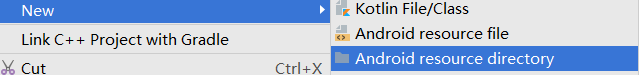 New
Kotlin File/Class
Link C++ Project with Gradle
Android resource file
Android resource directory
Cut Ctrl+X